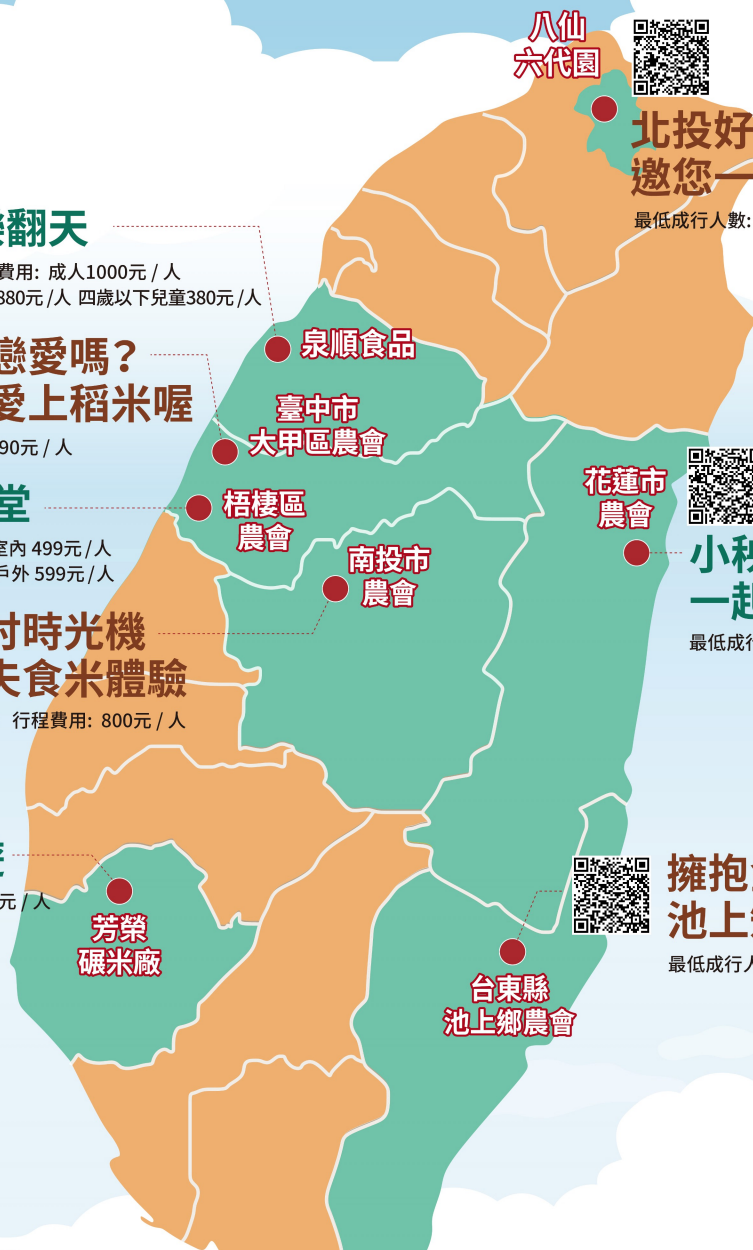 八仙
六代園
北投好
邀您一
最低成行人數:
翻天
費用: 成人1000元 / 人
880元 /人 四歲以下兒童380元 /人
泉順食品
戀愛嗎?
愛上稻米喔
90元 / 人
臺中市
大甲區農會
堂
室內 499元 / 人
戶外 599元 / 人
梧棲區
農會
花蓮市
農會
南投市
農會
小秧
一起
最低成行
村時光機
夫食米體驗
行程費用: 800元 / 人
元 / 人
芳榮
碾米廠
擁抱
池上鄉
最低成行人
台東縣
池上鄉農會